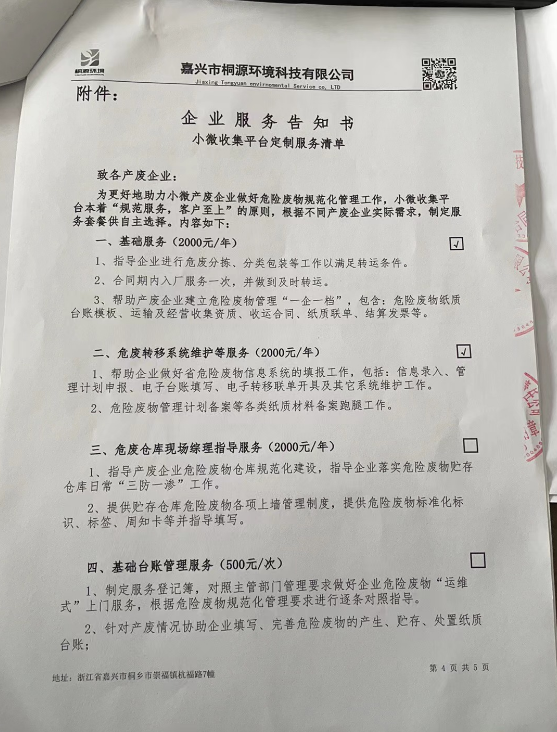 桐源环境
嘉兴市桐源环境科技有限公司
Jiaxing Tongyuan environmental Service co. LTD
附件：
企业服务告知书
小微收集平台定制服务清单
致各产废企业：
为更好地助力小微产废企业做好危险废物规范化管理工作，小微收集平
台本着“规范服务，客户至上”的原则，根据不同产废企业实际需求，制定服
务套餐供自主选择。内容如下：
一、基础服务（2000元/年） √
1、指导企业进行危废分拣、分类包装等工作以满足转运条件。
2、合同期内入厂服务一次，并做到及时转运。
3、帮助产废企业建立危险废物管理“一企一档”，包含：危险废物纸质
台账模板、运输及经营收集资质、收运合同、纸质联单、结算发票等。
二、危废转移系统维护等服务（2000元/年） √
1、帮助企业做好省危险废物信息系统的填报工作，包括：信息录入、管
理计划申报、电子台账填写、电子转移联单开具及其它系统维护工作。
2、危险废物管理计划备案等各类纸质材料备案跑腿工作。
三、危废仓库现场综理指导服务（2000元/年）
1、指导产废企业危险废物仓库规范化建设，指导企业落实危险废物贮存
仓库日常“三防一渗”工作。
2、提供贮存仓库危险废物各项上墙管理制度，提供危险废物标准化标
识、标签、周知卡等并指导填写。
四、基础台账管理服务（500元/次）
1、制定服务登记簿，对照主管部门管理要求做好企业危险废物“运维
式”上门服务，根据危险废物规范化管理要求进行逐条对照指导。
2、针对产废情况协助企业填写、完善危险废物的产生、贮存、处置纸质
台账；
地址：浙江省嘉兴市桐乡市崇福镇杭福路7幢
第 4 页 共 5 页